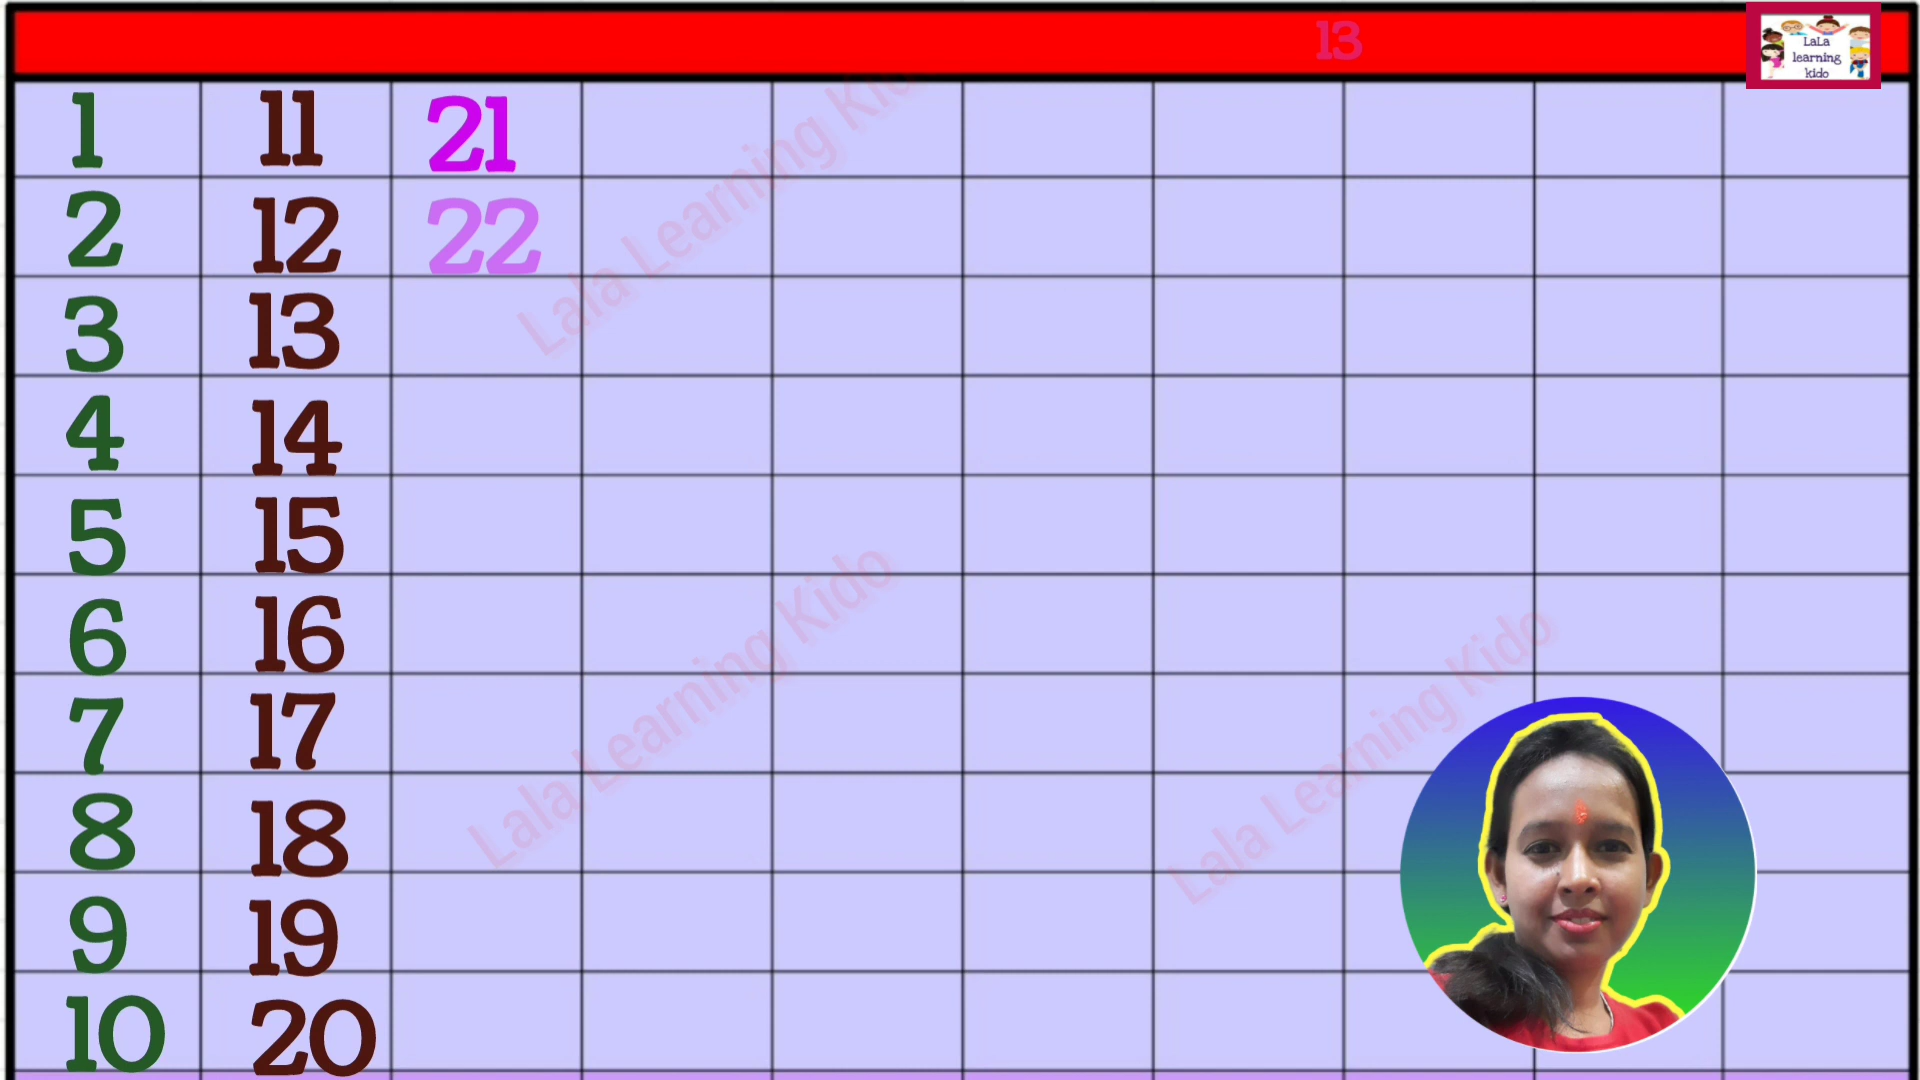 13
LaLa
learning
kido
1 11 21
2 12 22
3 13
4 14
5 15
6 16
7 17
8 18
9 19
10 20
Lala Learning Kido
Lala Learning Kido
Lala Learning Kido